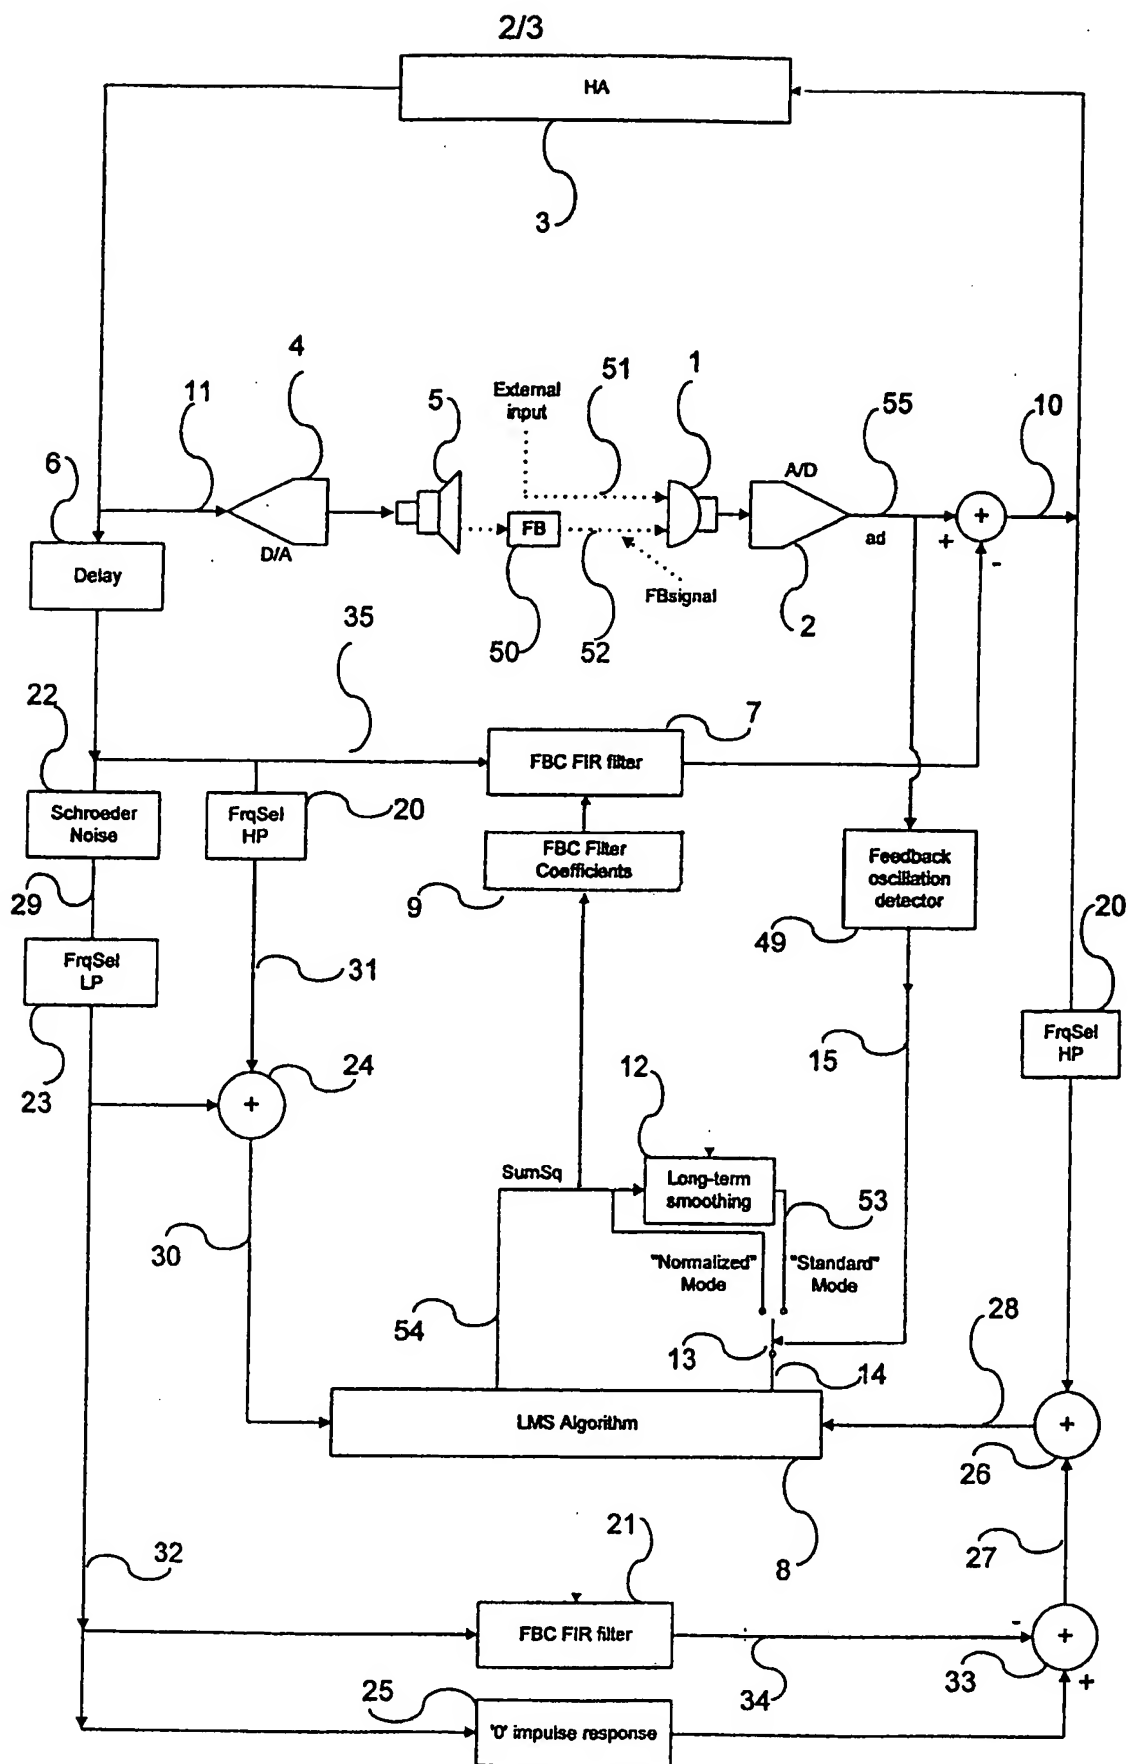 2/3
HA
3
4
11
5
External
input
51
1
55
10
6
A/D
D/A
FB
ad
+
+
-
Delay
FBsignal
35
50
52
2
22
7
FBC FIR filter
Schroeder
Noise
FrqSel
HP
20
FBC Filter
Coefficients
Feedback
oscillation
detector
29
9
49
20
FrqSel
LP
31
FrqSel
HP
15
23
24
12
+
SumSq
Long-term
smoothing
53
30
"Normalized"
Mode
"Standard"
Mode
54
28
13
14
LMS Algorithm
+
26
21
8
27
32
FBC FIR filter
-
+
33
+
34
25
'0' impulse response